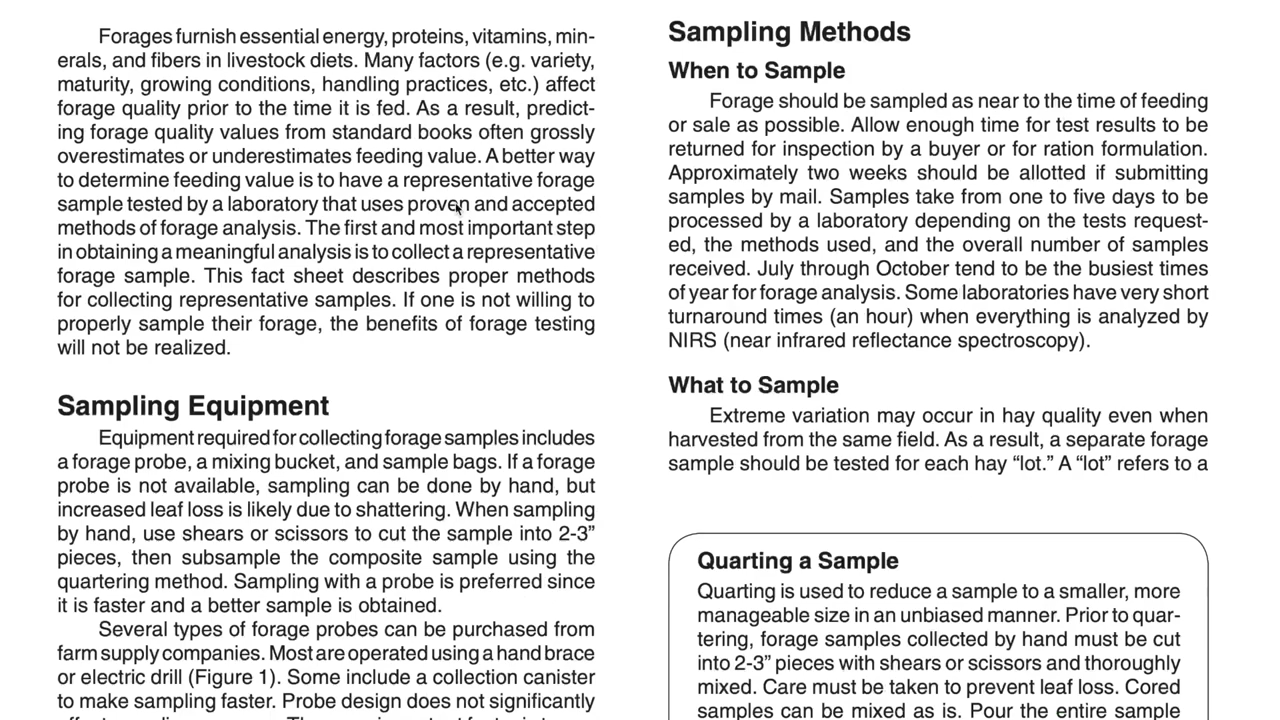 Forages furnish essential energy, proteins, vitamins, min-
erals, and fibers in livestock diets. Many factors (e.g. variety,
maturity, growing conditions, handling practices, etc.) affect
forage quality prior to the time it is fed. As a result, predict-
ing forage quality values from standard books often grossly
overestimates or underestimates feeding value. A better way
to determine feeding value is to have a representative forage
sample tested by a laboratory that uses proven and accepted
methods of forage analysis. The first and most important step
in obtaining a meaningful analysis is to collect a representative
forage sample. This fact sheet describes proper methods
for collecting representative samples. If one is not willing to
properly sample their forage, the benefits of forage testing
will not be realized.
Sampling Equipment
Equipment required for collecting forage samples includes
a forage probe, a mixing bucket, and sample bags. If a forage
probe is not available, sampling can be done by hand, but
increased leaf loss is likely due to shattering. When sampling
by hand, use shears or scissors to cut the sample into 2-3”
pieces, then subsample the composite sample using the
quartering method. Sampling with a probe is preferred since
it is faster and a better sample is obtained.
Several types of forage probes can be purchased from
farm supply companies. Most are operated using a hand brace
or electric drill (Figure 1). Some include a collection canister
to make sampling faster. Probe design does not significantly
Sampling Methods
When to Sample
Forage should be sampled as near to the time of feeding
or sale as possible. Allow enough time for test results to be
returned for inspection by a buyer or for ration formulation.
Approximately two weeks should be allotted if submitting
samples by mail. Samples take from one to five days to be
processed by a laboratory depending on the tests request-
ed, the methods used, and the overall number of samples
received. July through October tend to be the busiest times
of year for forage analysis. Some laboratories have very short
turnaround times (an hour) when everything is analyzed by
NIRS (near infrared reflectance spectroscopy).
What to Sample
Extreme variation may occur in hay quality even when
harvested from the same field. As a result, a separate forage
sample should be tested for each hay “lot.” A “lot” refers to a
Quarting a Sample
Quarting is used to reduce a sample to a smaller, more
manageable size in an unbiased manner. Prior to quar-
tering, forage samples collected by hand must be cut
into 2-3” pieces with shears or scissors and thoroughly
mixed. Care must be taken to prevent leaf loss. Cored
samples can be mixed as is. Pour the entire sample